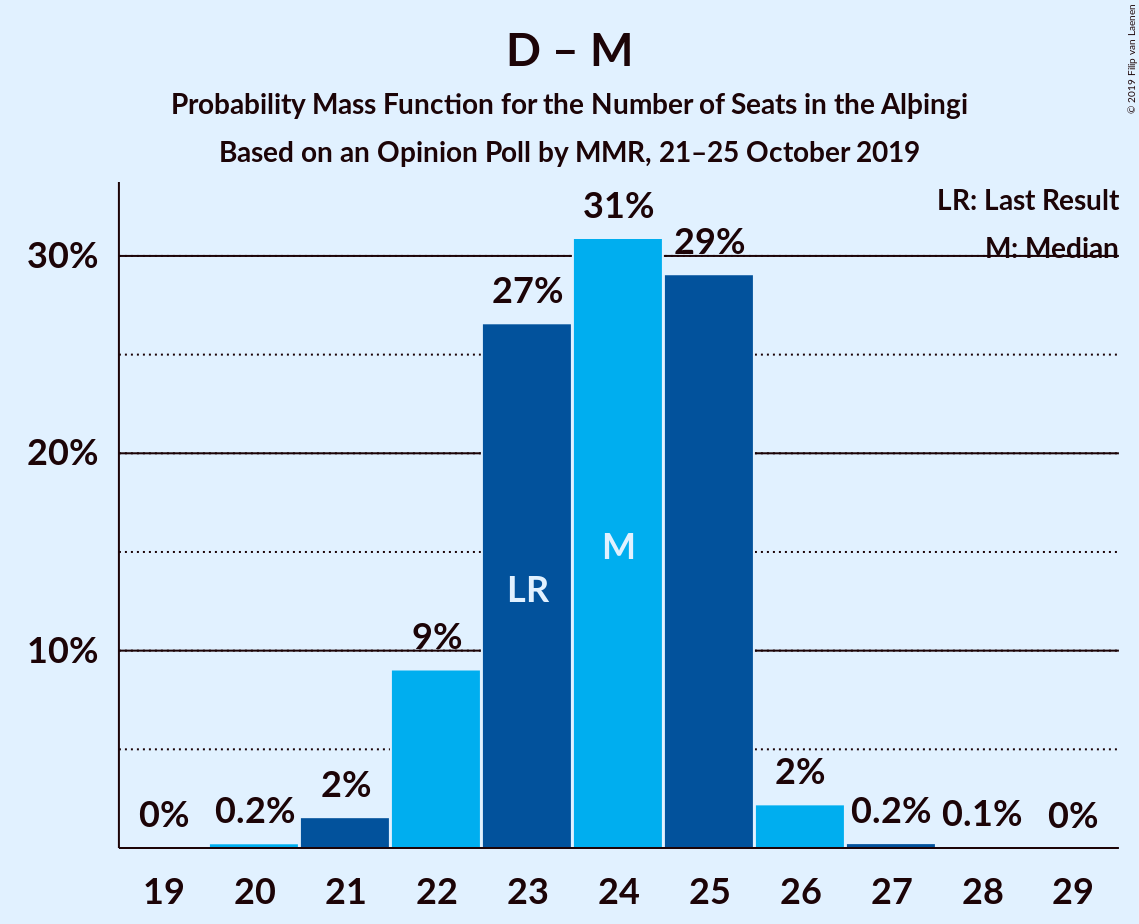 D – M
Probability Mass Function for the Number of Seats in the Alþingi
Based on an Opinion Poll by MMR, 21–25 October 2019
© 2019 Filip van Laenen
LR: Last Result
M: Median
30%
20%
10%
0%
0.2%
2%
9%
27%
31%
29%
2%
0.2%
0.1%
0%
LR
M
19 20 21 22 23 24 25 26 27 28 29